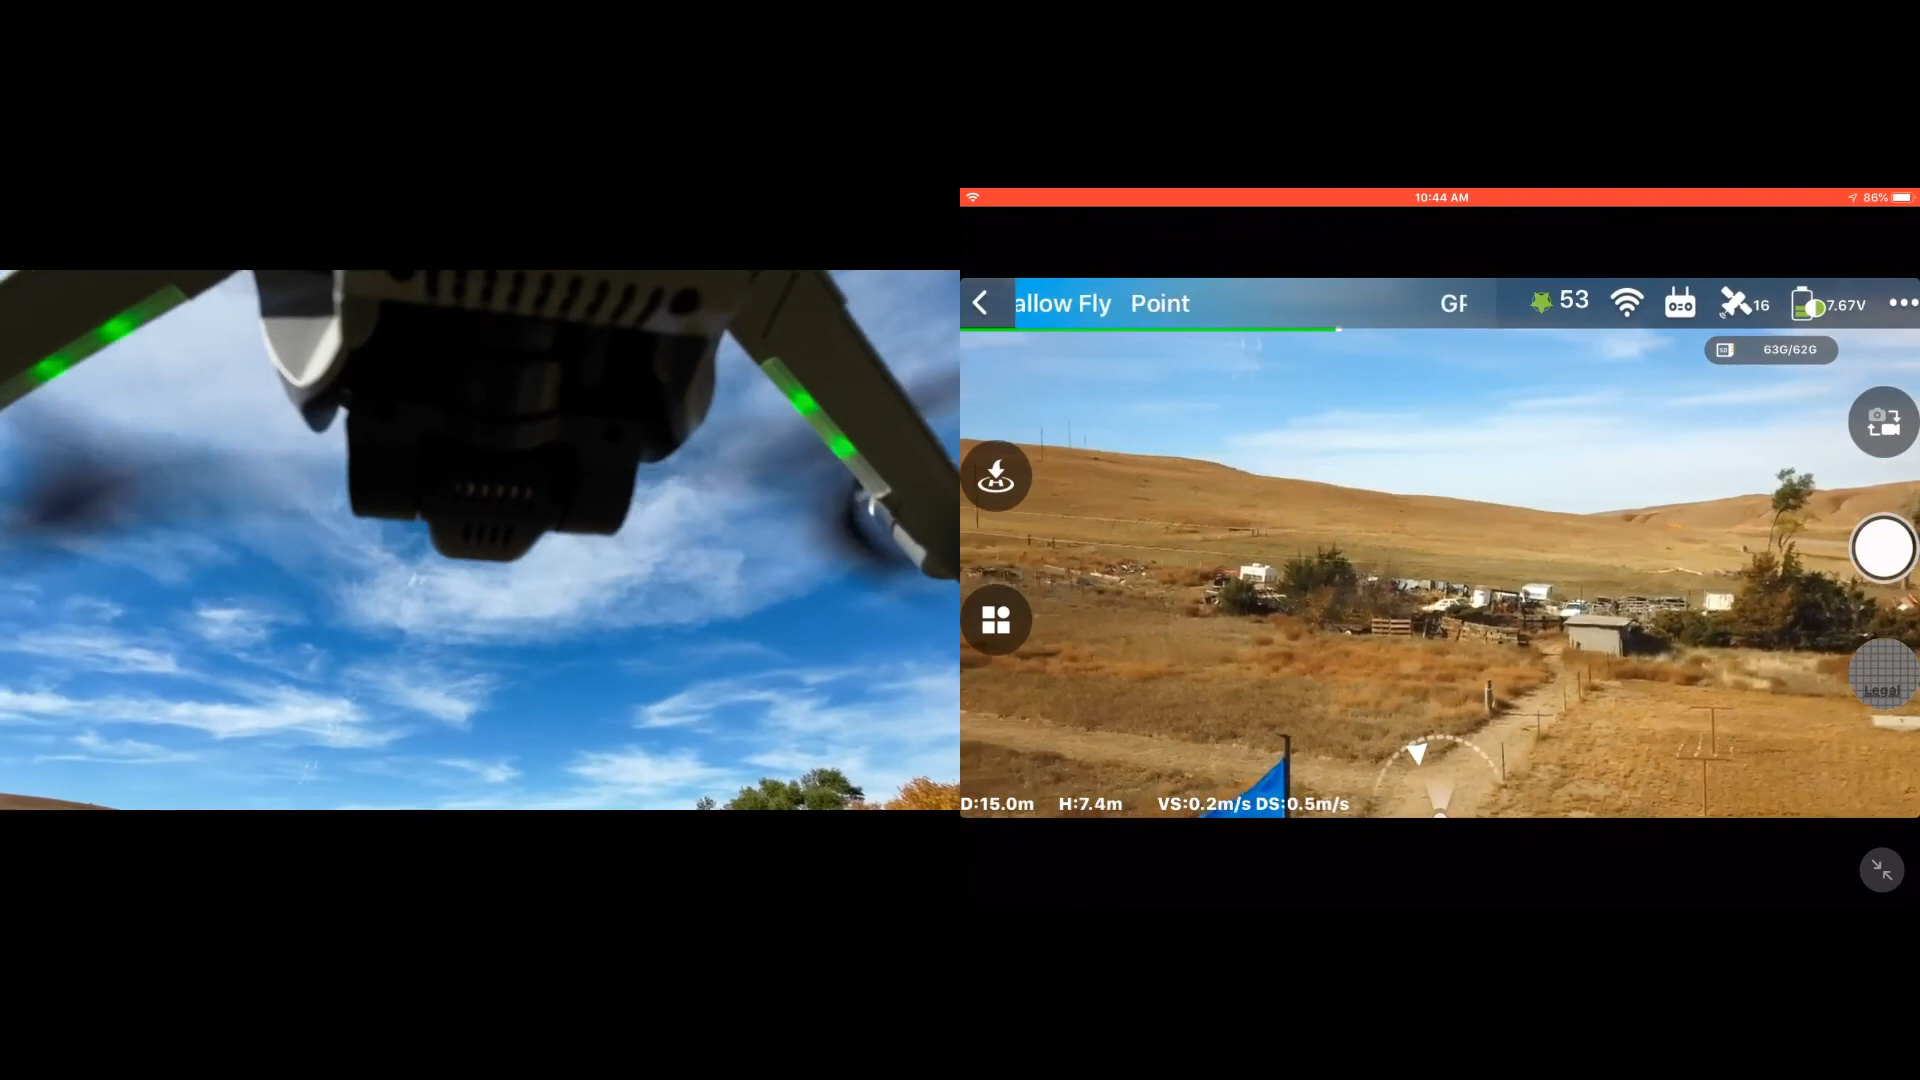 10:44 AM 86%
allow Fly Point GF 53 16 7.67V
63G/62G
Legal
D:15.0m H:7.4m VS:0.2m/s DS:0.5m/s